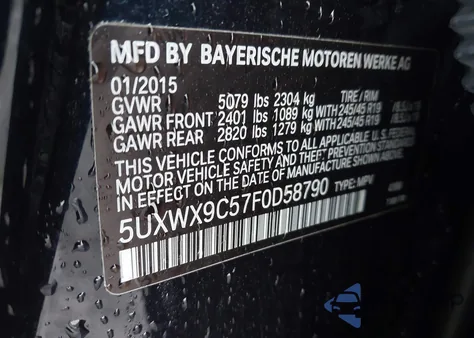 MFD BY BAYERISCHE MOTOREN WERKE AG
01/2015
GVWR 5079 lbs 2304 kg TIRE / RIM
GAWR FRONT 2401 lbs 1089 kg WITH 245/45 R19
GAWR REAR 2820 lbs 1279 kg WITH 245/45 R19
THIS VEHICLE CONFORMS TO ALL APPLICABLE U.S. FEDERAL
MOTOR VEHICLE SAFETY AND THEFT
IN EFFECT ON THE DATE OF MANUFACTURE SHOWN ABOVE.
5UXWX9C57F0D58790 TYPE: MPV